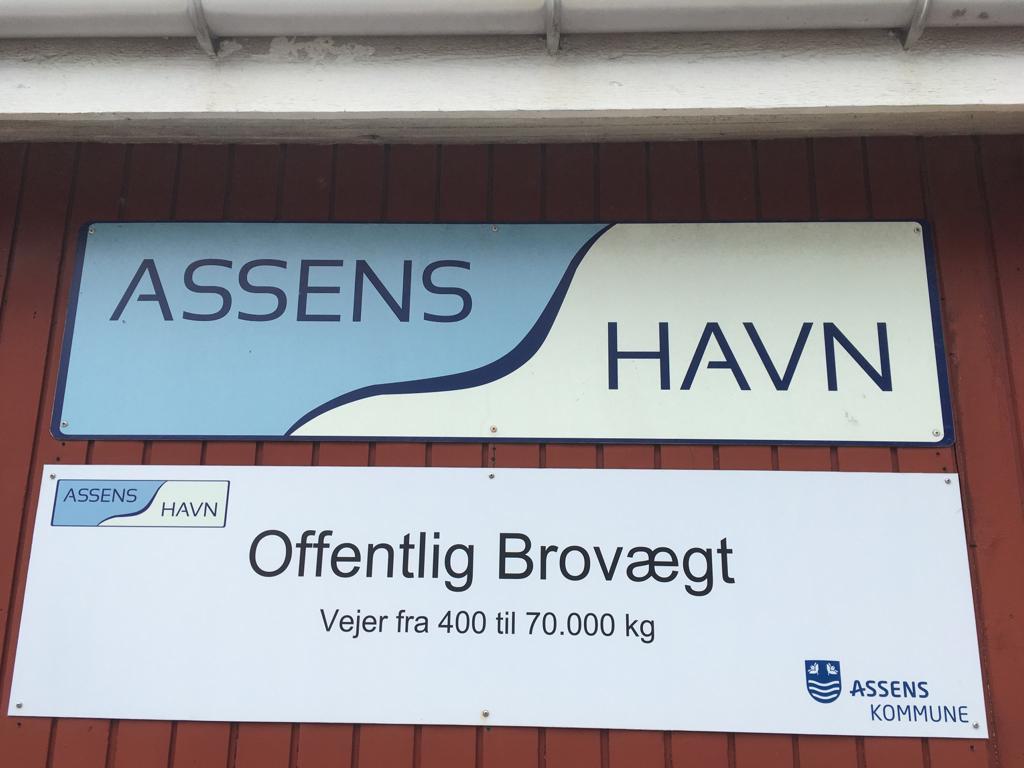 ASSENS
HAVN
ASSENS
HAVN
Offentlig Brovægt
Vejer fra 400 til 70.000 kg
ASSENS
KOMMUNE